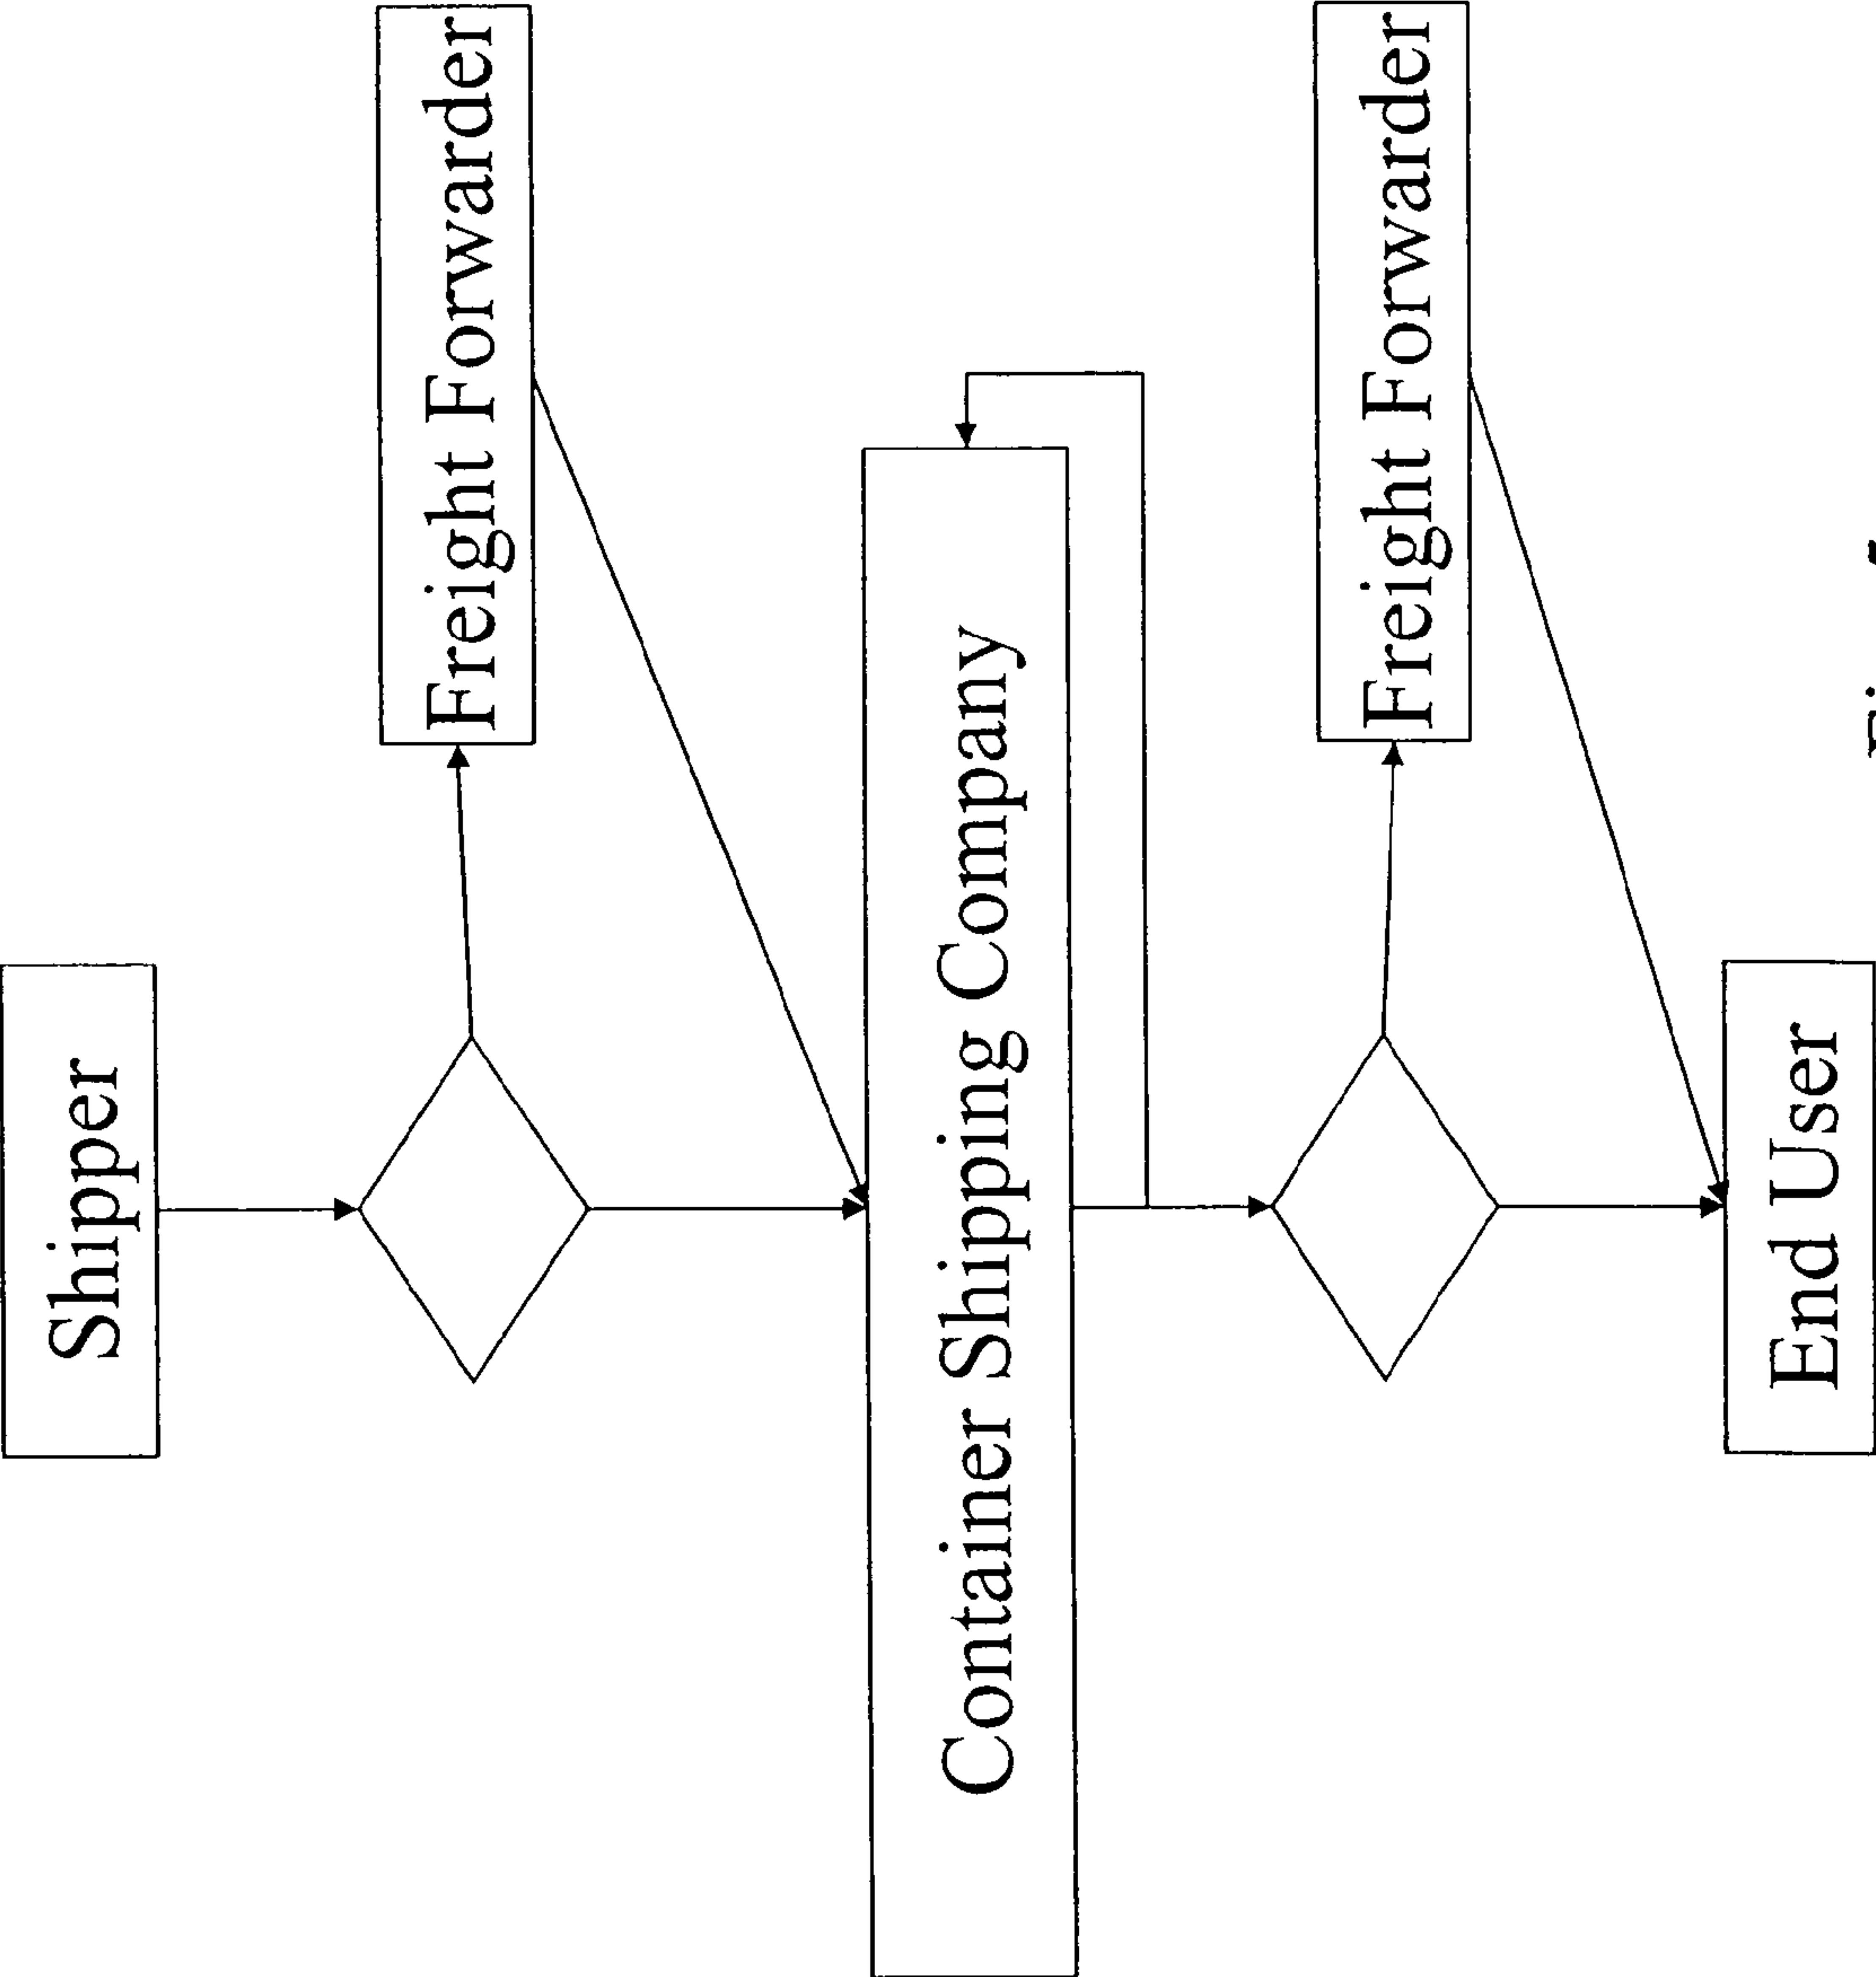 Shipper
Freight Forwarder
Container Shipping Company
Freight Forwarder
End User